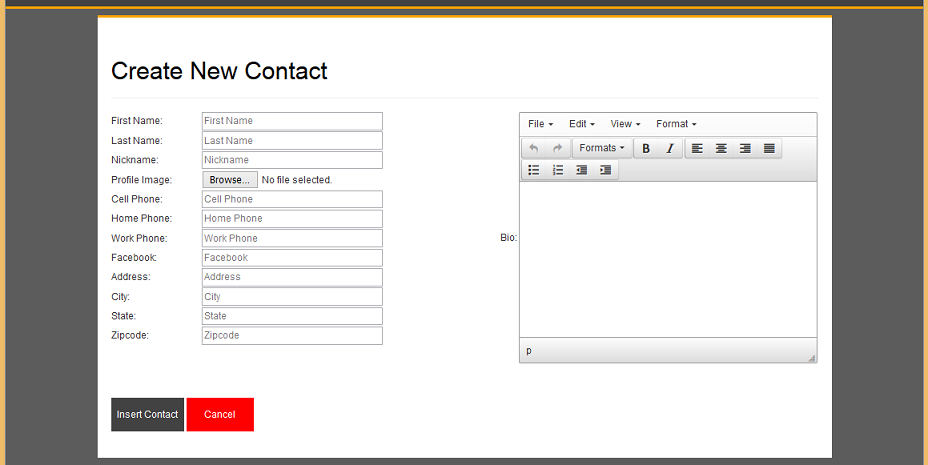 Create New Contact
First Name: First Name
Last Name: Last Name
Nickname: Nickname
Profile Image: Browse... No file selected.
Cell Phone: Cell Phone
Home Phone: Home Phone
Work Phone: Work Phone
Facebook: Facebook
Address: Address
City: City
State: State
Zipcode: Zipcode
Bio:
File Edit View Format
Formats B I
p
Insert Contact Cancel